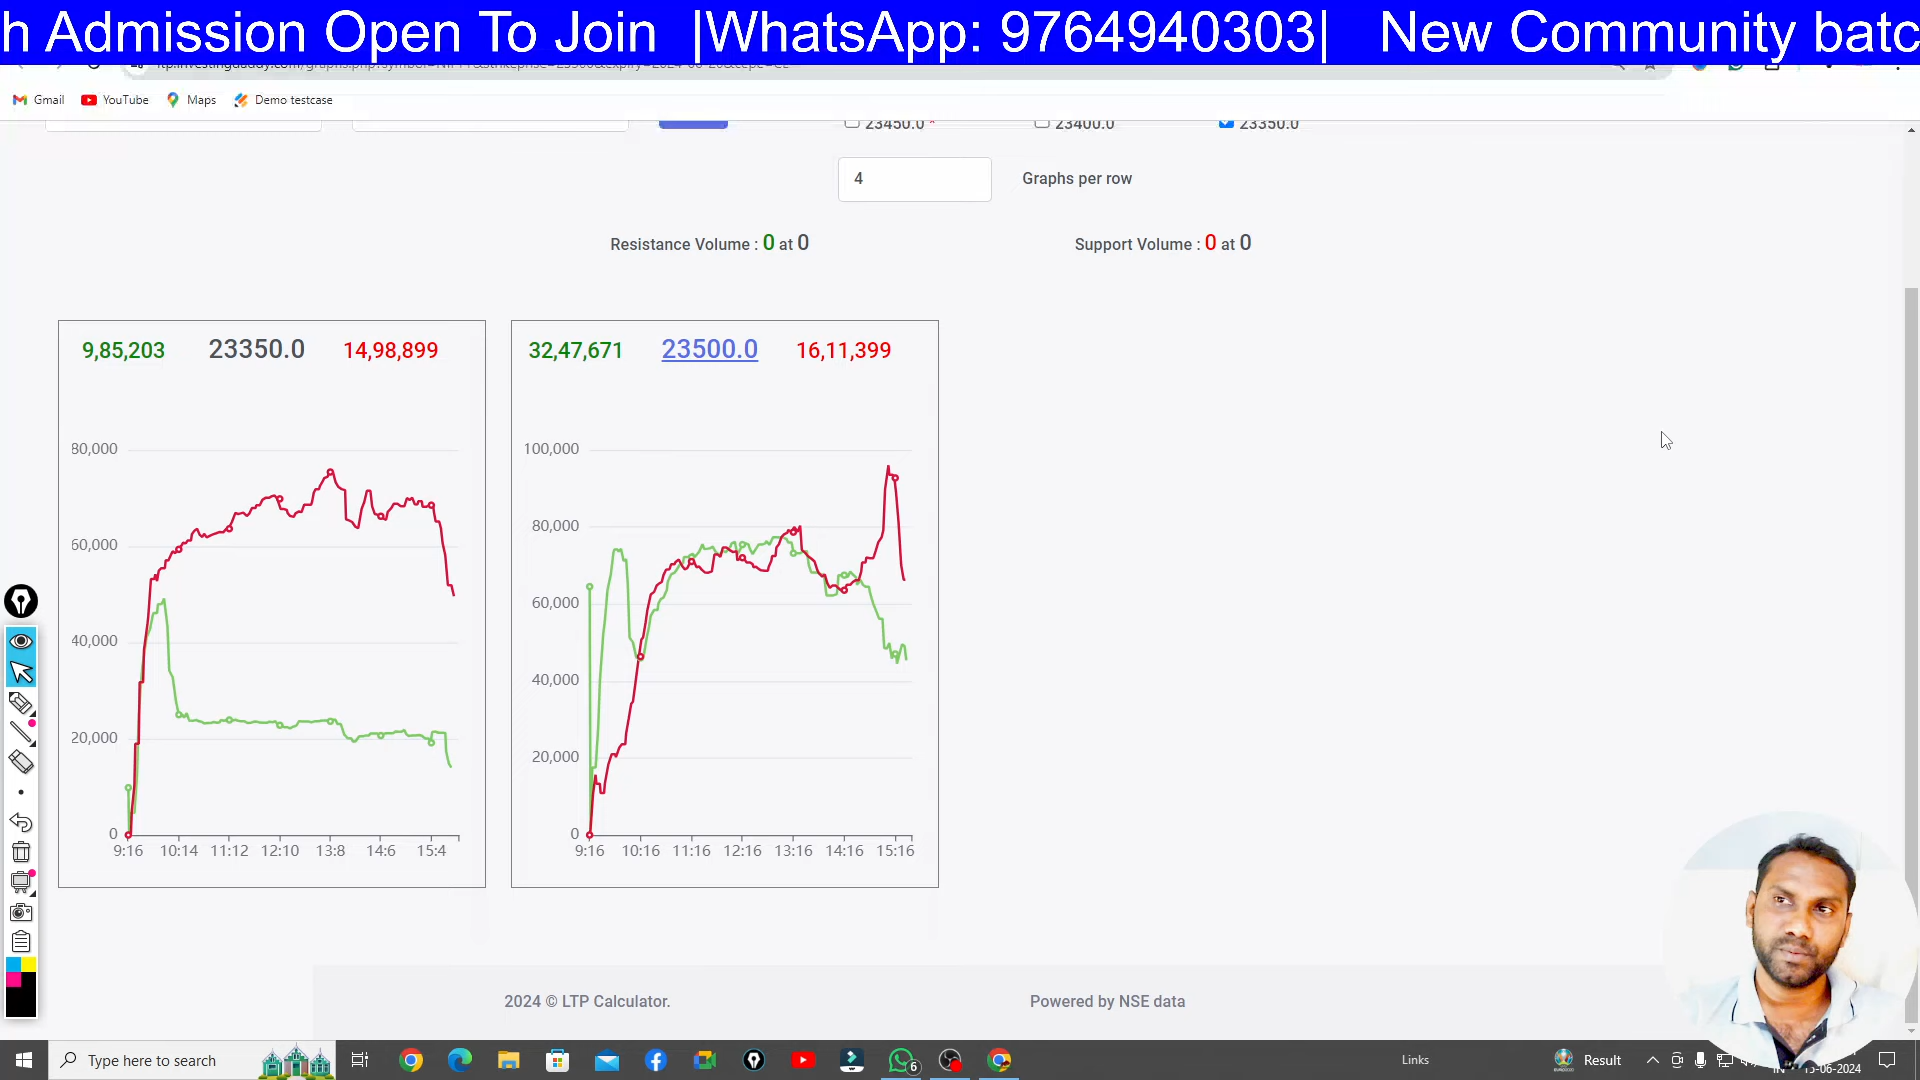 h Admission Open To Join |WhatsApp: 9764940303| New Community batc
Gmail YouTube Maps Demo testcase
23450.0 * 23400.0 23350.0
4 Graphs per row
Resistance Volume : 0 at 0 Support Volume : 0 at 0
9,85,203 23350.0 14,98,899
80,000
60,000
40,000
20,000
0
9:16 10:14 11:12 12:10 13:8 14:6 15:4
32,47,671 23500.0 16,11,399
100,000
80,000
60,000
40,000
20,000
0
9:16 10:16 11:16 12:16 13:16 14:16 15:16
2024 © LTP Calculator. Powered by NSE data
Type here to search 6 Links Result
15-06-2024